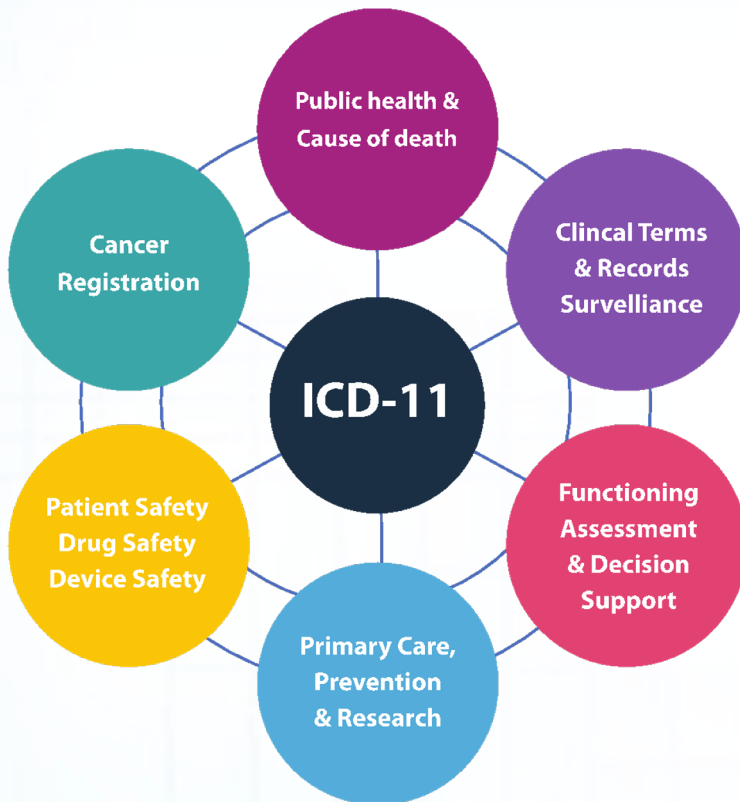 Public health &
Cause of death
Cancer
Registration
Clincal Terms
& Records
Survelliance
ICD-11
Patient Safety
Drug Safety
Device Safety
Functioning
Assessment
& Decision
Support
Primary Care,
Prevention
& Research